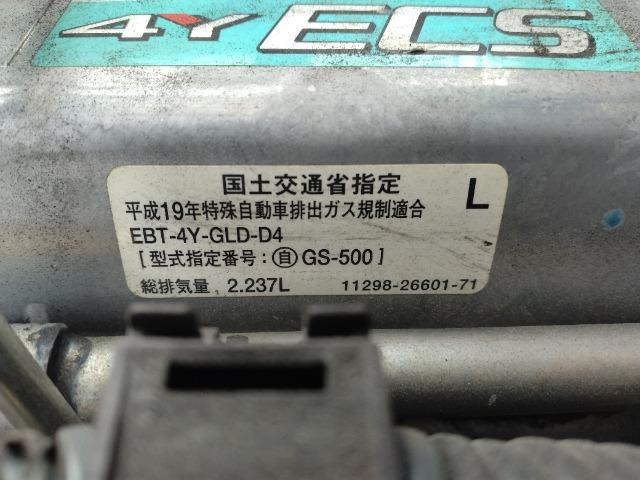 4Y ECS
国土交通省指定
L
平成19年特殊自動車排出ガス規制適合
EBT-4Y-GLD-D4
[型式指定番号:㊀GS-500]
総排気量 2.237L 11298-26601-71